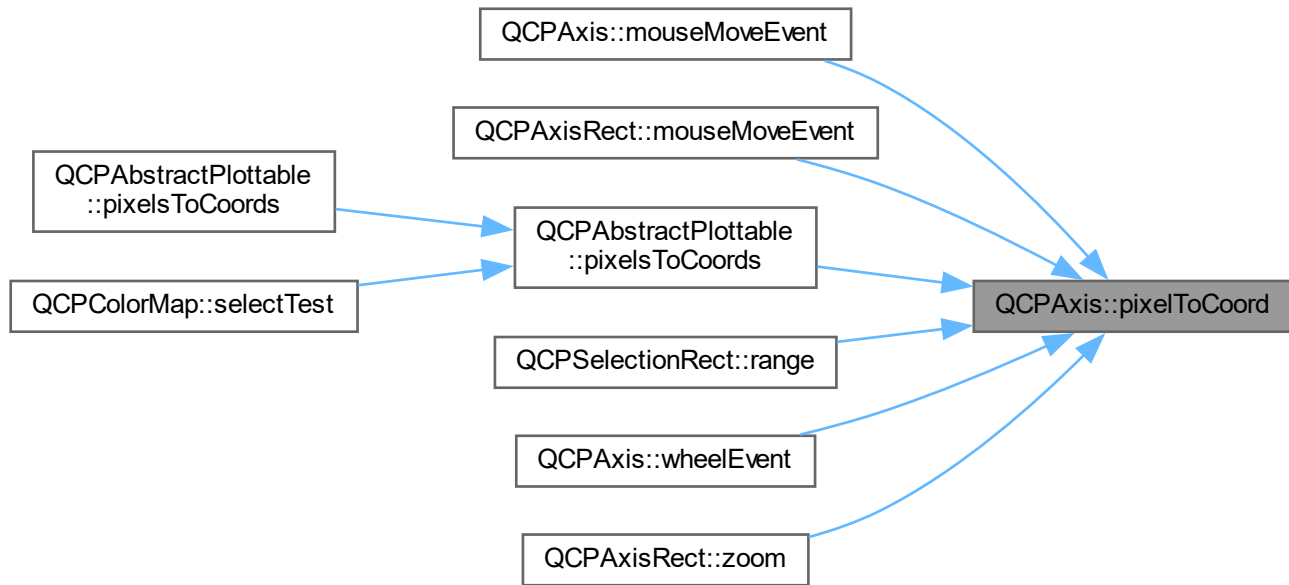 QCPAxis::mouseMoveEvent
QCPAxisRect::mouseMoveEvent
QCPAbstractPlottable
::pixelsToCoords
QCPColorMap::selectTest
QCPAbstractPlottable
::pixelsToCoords
QCPAxis::pixelToCoord
QCPSelectionRect::range
QCPAxis::wheelEvent
QCPAxisRect::zoom